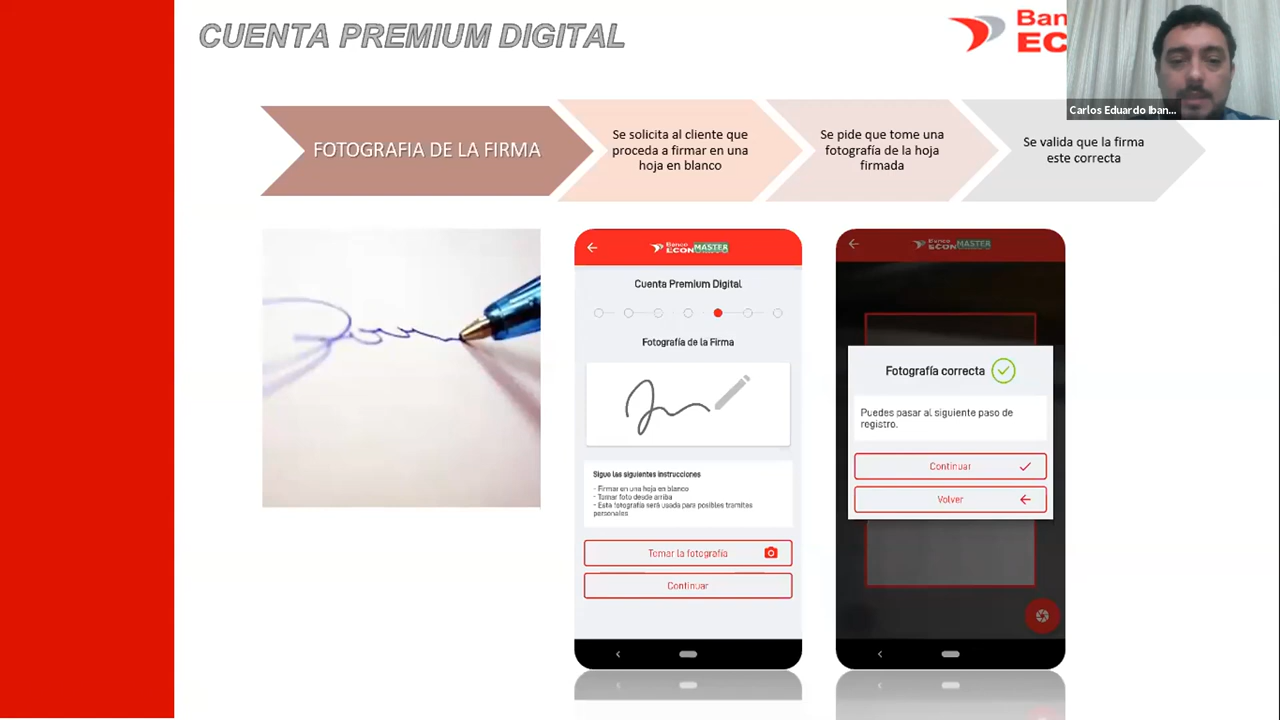 CUENTA PREMIUM DIGITAL
Ban
EC
Carlos Eduardo Iban...
FOTOGRAFIA DE LA FIRMA
Se solicita al cliente que
proceda a firmar en una
hoja en blanco
Se pide que tome una
fotografía de la hoja
firmada
Se valida que la firma
este correcta
Banco
ECONMASTER
Cuenta Premium Digital
Fotografía de la Firma
Sigue las siguientes instrucciones
- Firmar en una hoja en blanco
- Tomar foto desde arriba
- Esta fotografía será usada para posibles tramites
personales
Tomar la fotografía
Continuar
Banco
ECONMASTER
Fotografía correcta
Puedes pasar al siguiente paso de
registro.
Continuar
Volver